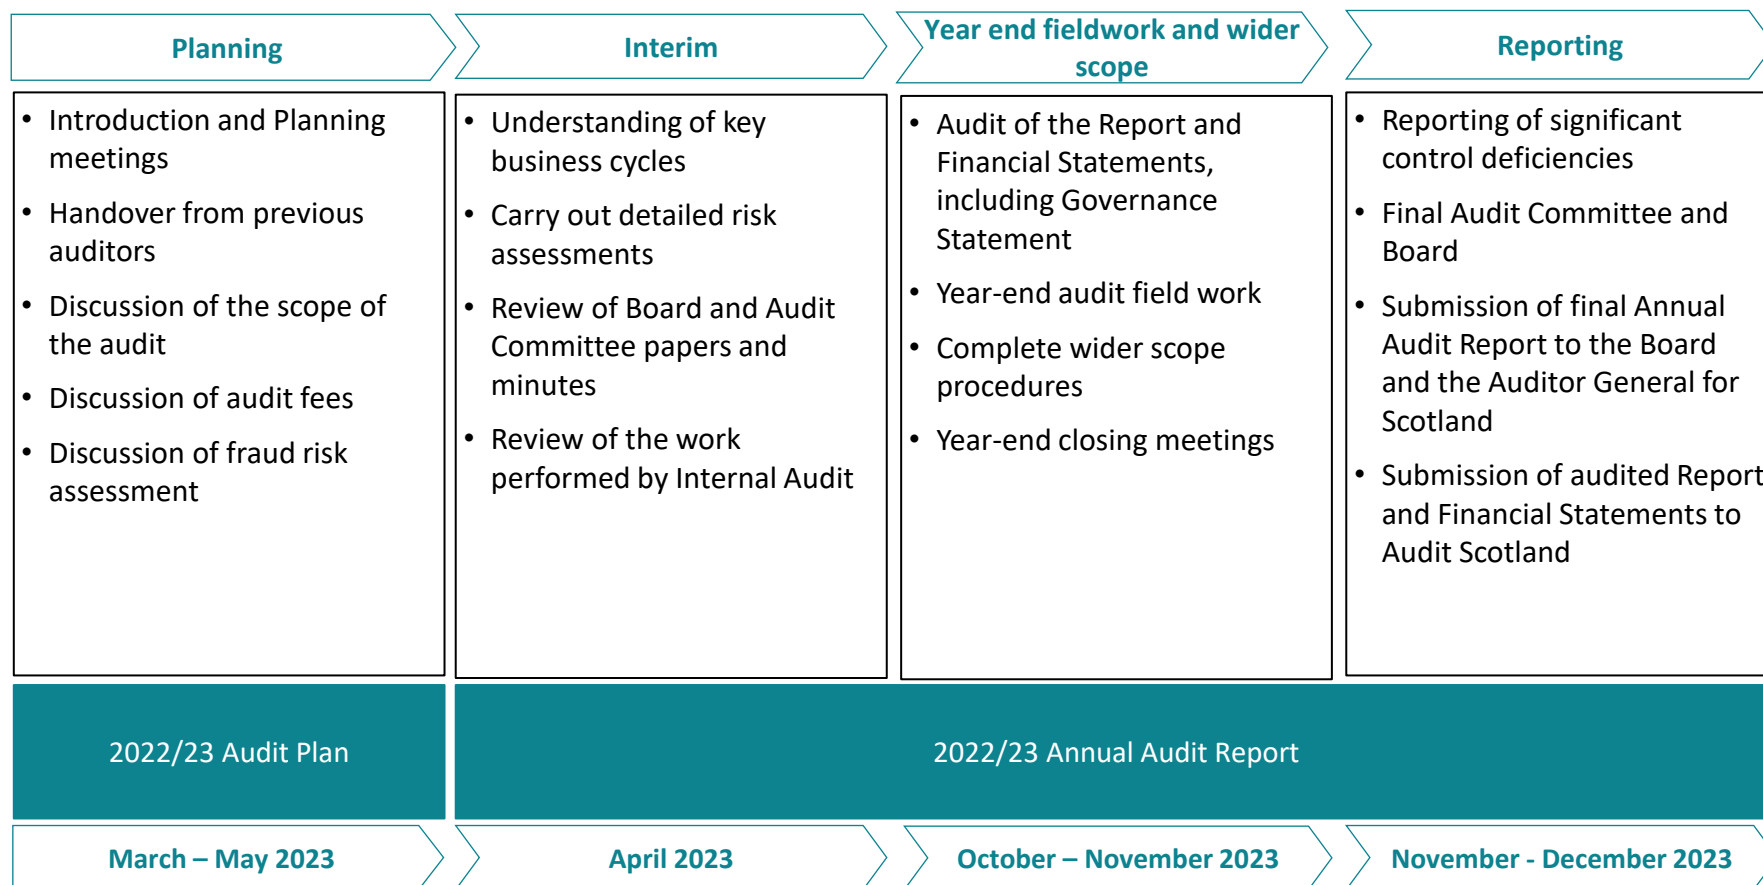 Planning
Interim
Year end fieldwork and wider
scope
Reporting
• Introduction and Planning
meetings
• Handover from previous
auditors
• Discussion of the scope of
the audit
• Discussion of audit fees
• Discussion of fraud risk
assessment
• Understanding of key
business cycles
• Carry out detailed risk
assessments
• Review of Board and Audit
Committee papers and
minutes
• Review of the work
performed by Internal Audit
• Audit of the Report and
Financial Statements,
including Governance
Statement
• Year-end audit field work
• Complete wider scope
procedures
• Year-end closing meetings
• Reporting of significant
control deficiencies
• Final Audit Committee and
Board
• Submission of final Annual
Audit Report to the Board
and the Auditor General for
Scotland
• Submission of audited Report
and Financial Statements to
Audit Scotland
2022/23 Audit Plan
2022/23 Annual Audit Report
March – May 2023
April 2023
October – November 2023
November - December 2023